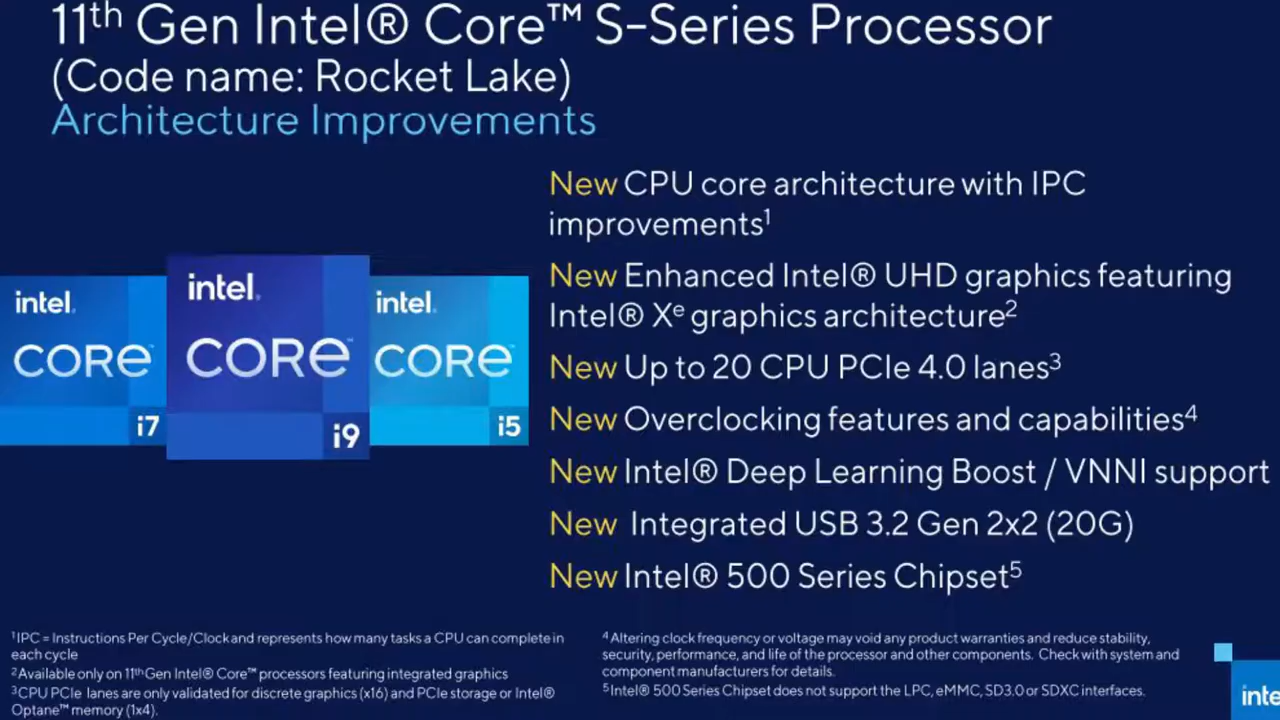 11th Gen Intel® Core™ S-Series Processor
(Code name: Rocket Lake)
Architecture Improvements
New CPU core architecture with IPC
improvements¹
New Enhanced Intel® UHD graphics featuring
Intel® Xᵉ graphics architecture²
New Up to 20 CPU PCIe 4.0 lanes³
New Overclocking features and capabilities⁴
New Intel® Deep Learning Boost / VNNI support
New Integrated USB 3.2 Gen 2x2 (20G)
New Intel® 500 Series Chipset⁵
intel.
CORE™
i7
intel.
CORE™
i9
intel.
CORE™
i5
¹IPC = Instructions Per Cycle/Clock and represents how many tasks a CPU can complete in
each cycle
²Available only on 11th Gen Intel® Core™ processors featuring integrated graphics
³CPU PCIe lanes are only validated for discrete graphics (x16) and PCIe storage or Intel®
Optane™ memory (1x4).
⁴Altering clock frequency or voltage may void any product warranties and reduce stability,
security, performance, and life of the processor and other components. Check with system and
component manufacturers for details.
⁵Intel® 500 Series Chipset does not support the LPC, eMMC, SD3.0 or SDXC interfaces.
inte